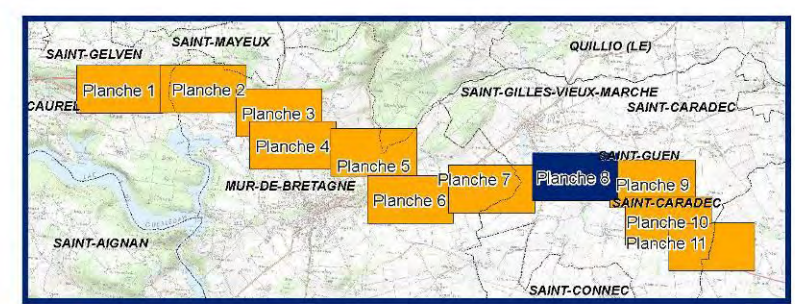 SAINT-MAYEUX
QUILLIO (LE)
SAINT-GELVEN
Planche 1
Planche 2
SAINT-GILLES-VIEUX-MARCHE
CAUREL
Planche 3
SAINT-CARADEC
Planche 4
SAINT-GUEN
Planche 5
Planche 7
Planche 8
Planche 9
MUR-DE-BRETAGNE
Planche 6
SAINT-CARADEC
Planche 10
SAINT-AIGNAN
Planche 11
SAINT-CONNEC